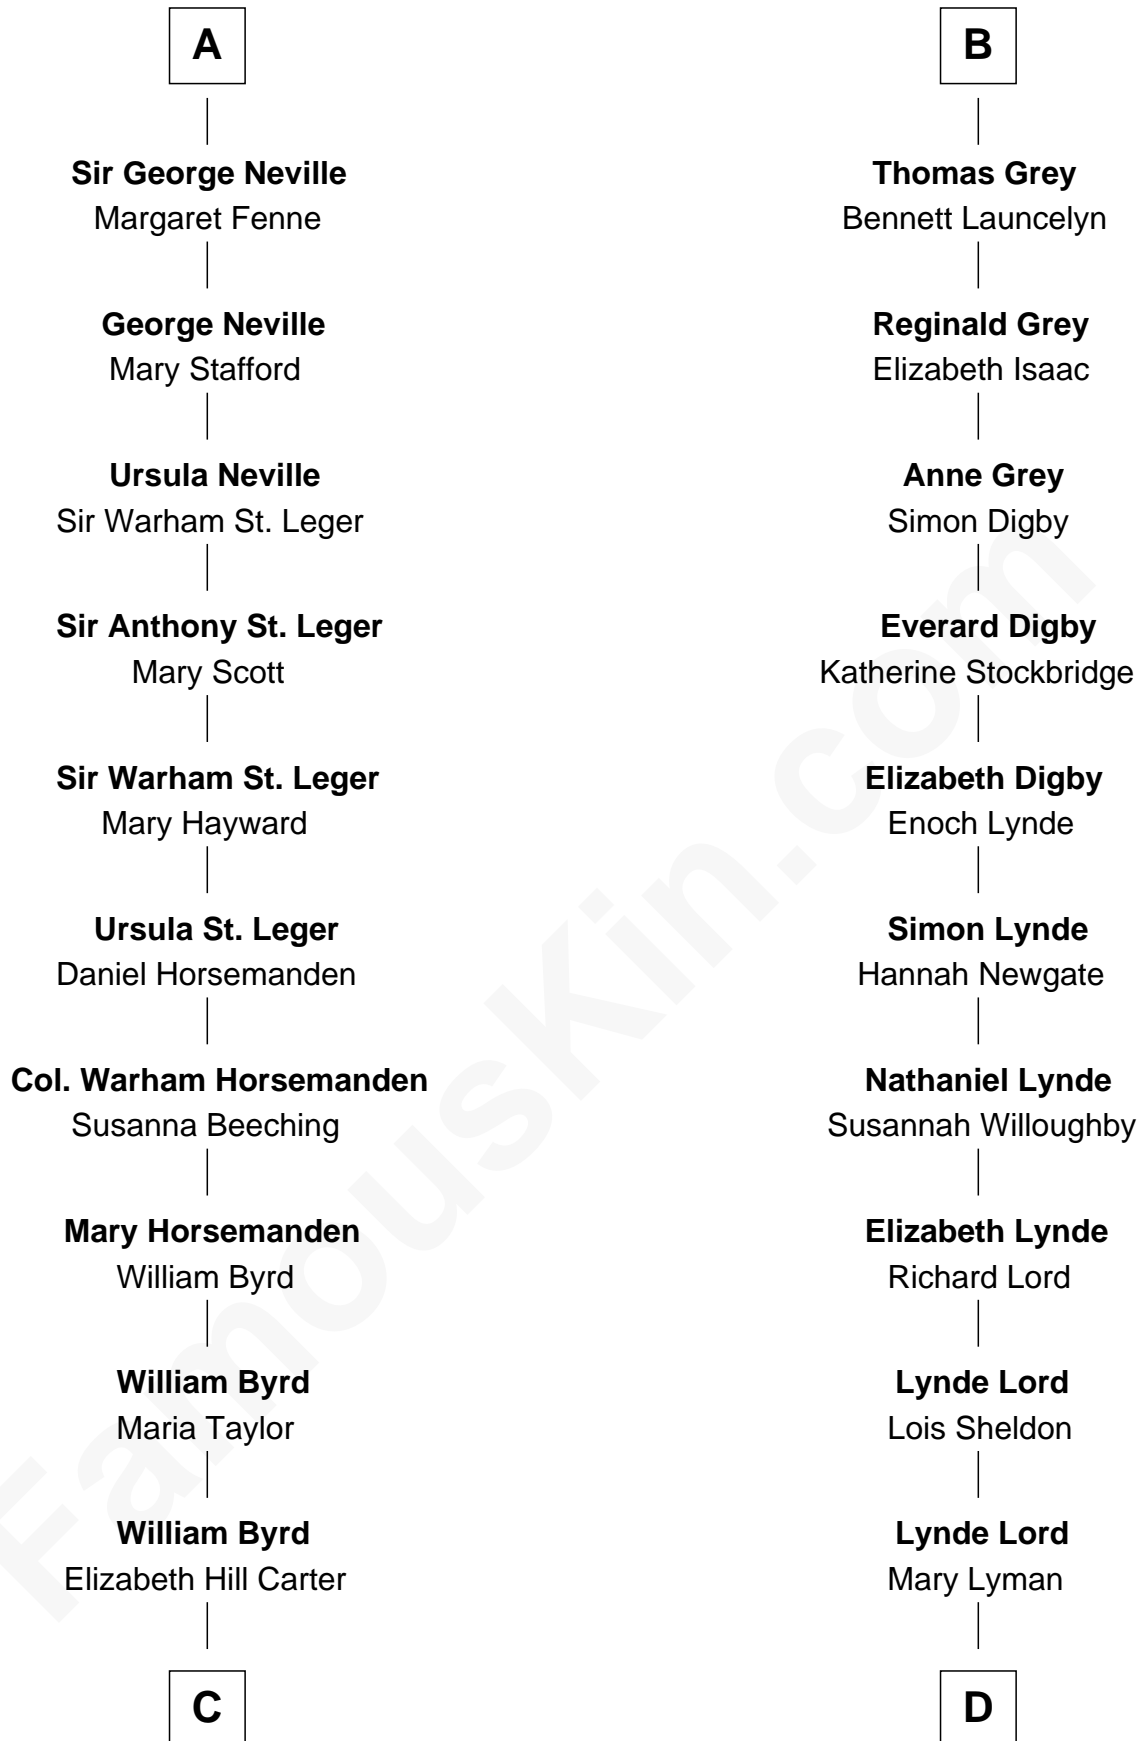 A
Sir George Neville
Margaret Fenne
George Neville
Mary Stafford
Ursula Neville
Sir Warham St. Leger
Sir Anthony St. Leger
Mary Scott
Sir Warham St. Leger
Mary Hayward
Ursula St. Leger
Daniel Horsemanden
Col. Warham Horsemanden
Susanna Beeching
Mary Horsemanden
William Byrd
William Byrd
Maria Taylor
William Byrd
Elizabeth Hill Carter
C
B
Thomas Grey
Bennett Launcelyn
Reginald Grey
Elizabeth Isaac
Anne Grey
Simon Digby
Everard Digby
Katherine Stockbridge
Elizabeth Digby
Enoch Lynde
Simon Lynde
Hannah Newgate
Nathaniel Lynde
Susannah Willoughby
Elizabeth Lynde
Richard Lord
Lynde Lord
Lois Sheldon
Lynde Lord
Mary Lyman
D
FamousKin.com